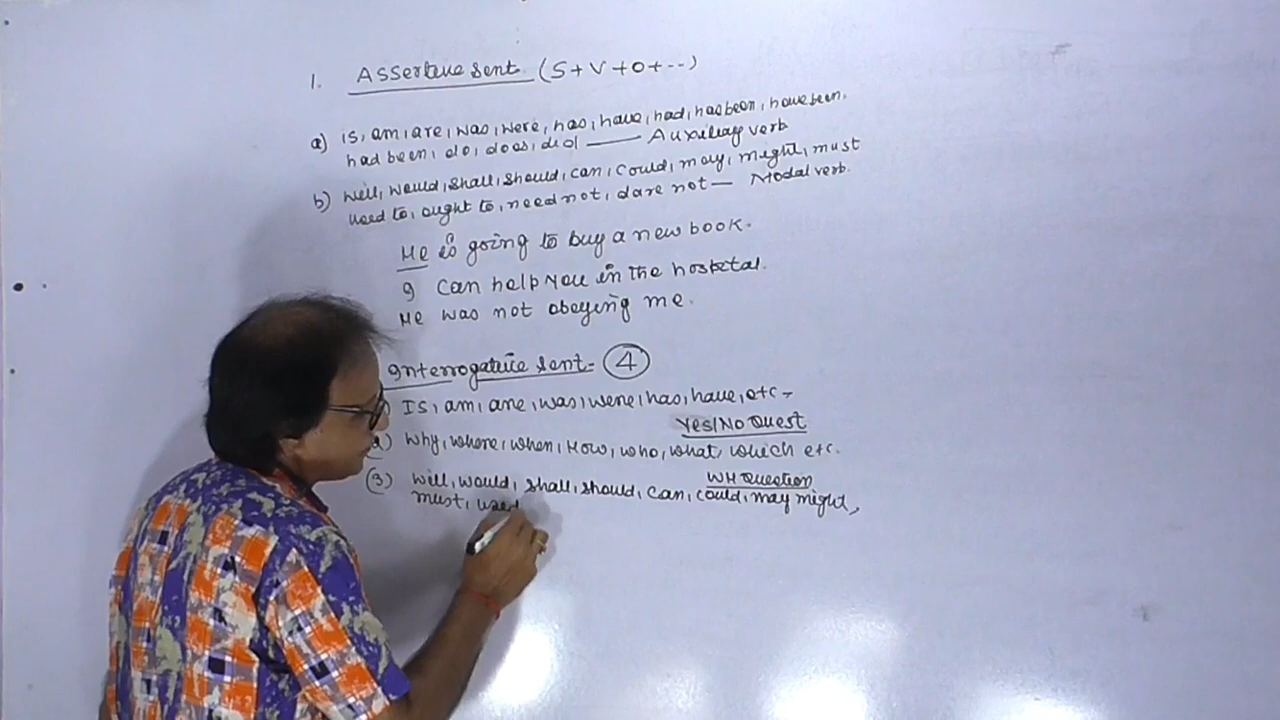 1. Assertive Sent. (S+V+O+--)
a) is, am, are, was, were, has, have, had, has been, have been,
had been, do, does, did — Auxiliary verb
b) will, would, shall, should, can, could, may, might, must
used to, ought to, need not, dare not — Modal verb.
He is going to buy a new book.
I can help you in the hospital.
He was not obeying me.
Interrogative Sent- 4
Is, am, are, was, were, has, have, etc -
Yes/No Quest
) Why, where, when, How, who, what, which etc.
WH Question
(3) will, would, shall, should, can, could, may might,
must, used